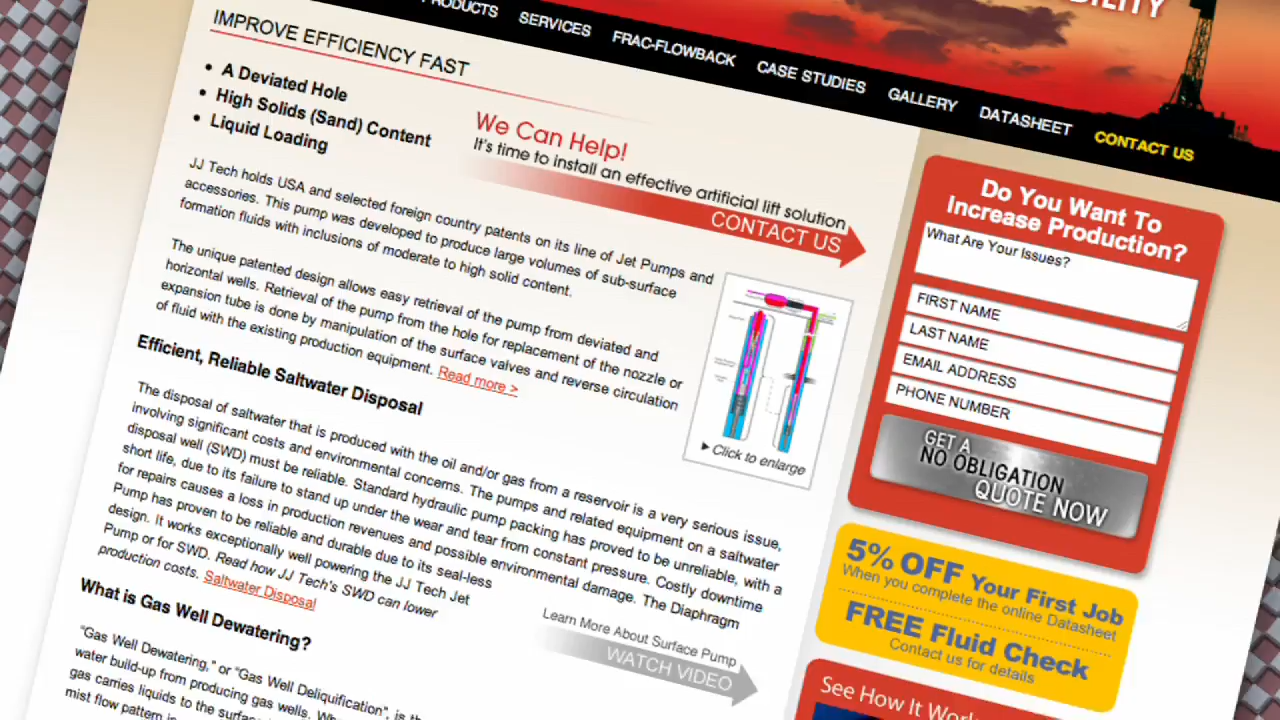 BILITY
PRODUCTS SERVICES FRAC-FLOWBACK CASE STUDIES GALLERY DATASHEET CONTACT US
IMPROVE EFFICIENCY FAST
• A Deviated Hole
• High Solids (Sand) Content
• Liquid Loading
We Can Help!
It's time to install an effective artificial lift solution
CONTACT US
JJ Tech holds USA and selected foreign country patents on its line of Jet Pumps and
accessories. This pump was developed to produce large volumes of sub-surface
formation fluids with inclusions of moderate to high solid content.
The unique patented design allows easy retrieval of the pump from deviated and
horizontal wells. Retrieval of the pump from the hole for replacement of the nozzle or
expansion tube is done by manipulation of the surface valves and reverse circulation
of fluid with the existing production equipment. Read more >
► Click to enlarge
Efficient, Reliable Saltwater Disposal
The disposal of saltwater that is produced with the oil and/or gas from a reservoir is a very serious issue,
involving significant costs and environmental concerns. The pumps and related equipment on a saltwater
disposal well (SWD) must be reliable. Standard hydraulic pump packing has proved to be unreliable, with a
short life, due to its failure to stand up under the wear and tear from constant pressure. Costly downtime
for repairs causes a loss in production revenues and possible environmental damage. The Diaphragm
Pump has proven to be reliable and durable due to its seal-less
design. It works exceptionally well powering the JJ Tech Jet
Pump or for SWD. Read how JJ Tech's SWD can lower
production costs. Saltwater Disposal
Learn More About Surface Pump
WATCH VIDEO
What is Gas Well Dewatering?
"Gas Well Dewatering," or "Gas Well Deliquification", is th
water build-up from producing gas wells.
gas carries liquids to the surfac
mist flow pattern
Do You Want To
Increase Production?
What Are Your Issues?
FIRST NAME
LAST NAME
EMAIL ADDRESS
PHONE NUMBER
GET A
NO OBLIGATION
QUOTE NOW
5% OFF Your First Job
When you complete the online Datasheet
FREE Fluid Check
Contact us for details
See How It Work